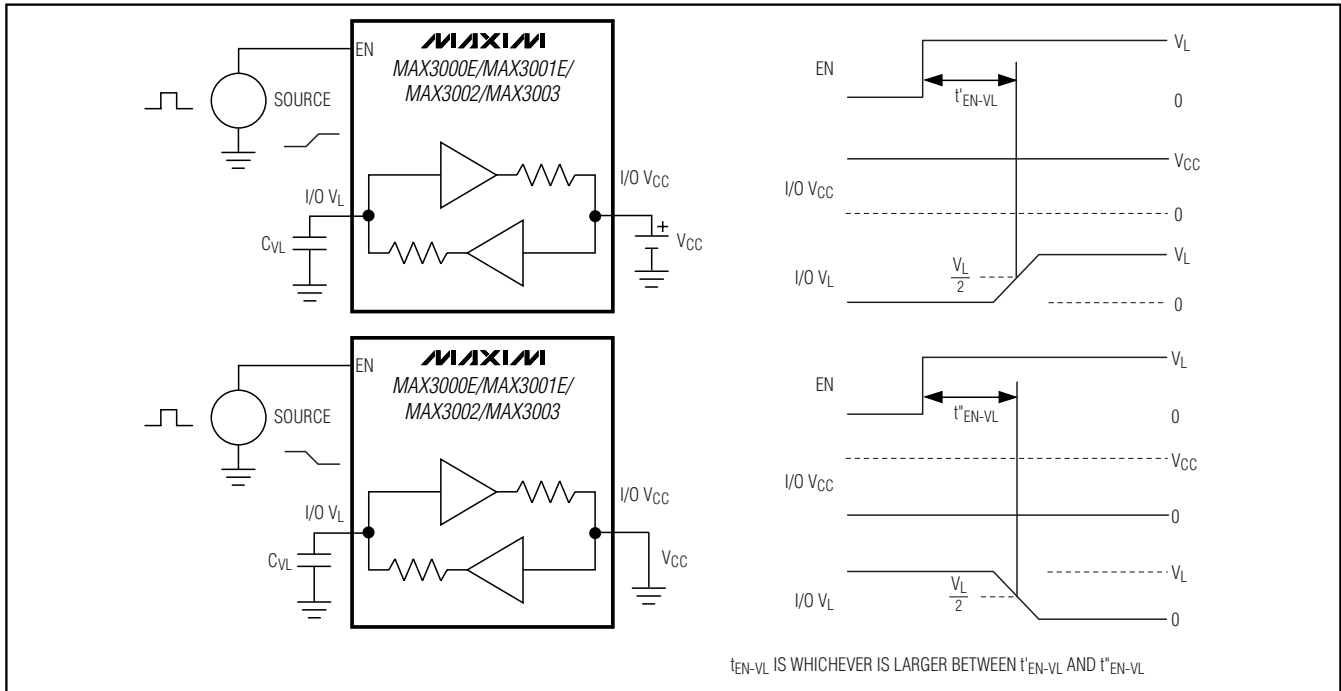 EN
MAXIM
MAX3000E/MAX3001E/
MAX3002/MAX3003
SOURCE
I/O VL
I/O VCC
CVL
+
VCC
EN
VL
t'EN-VL
0
VCC
I/O VCC
0
VL
I/O VL
VL
2
0
EN
MAXIM
MAX3000E/MAX3001E/
MAX3002/MAX3003
SOURCE
I/O VL
I/O VCC
CVL
VCC
EN
VL
t"EN-VL
0
VCC
I/O VCC
0
VL
I/O VL
VL
2
0
tEN-VL IS WHICHEVER IS LARGER BETWEEN t'EN-VL AND t"EN-VL